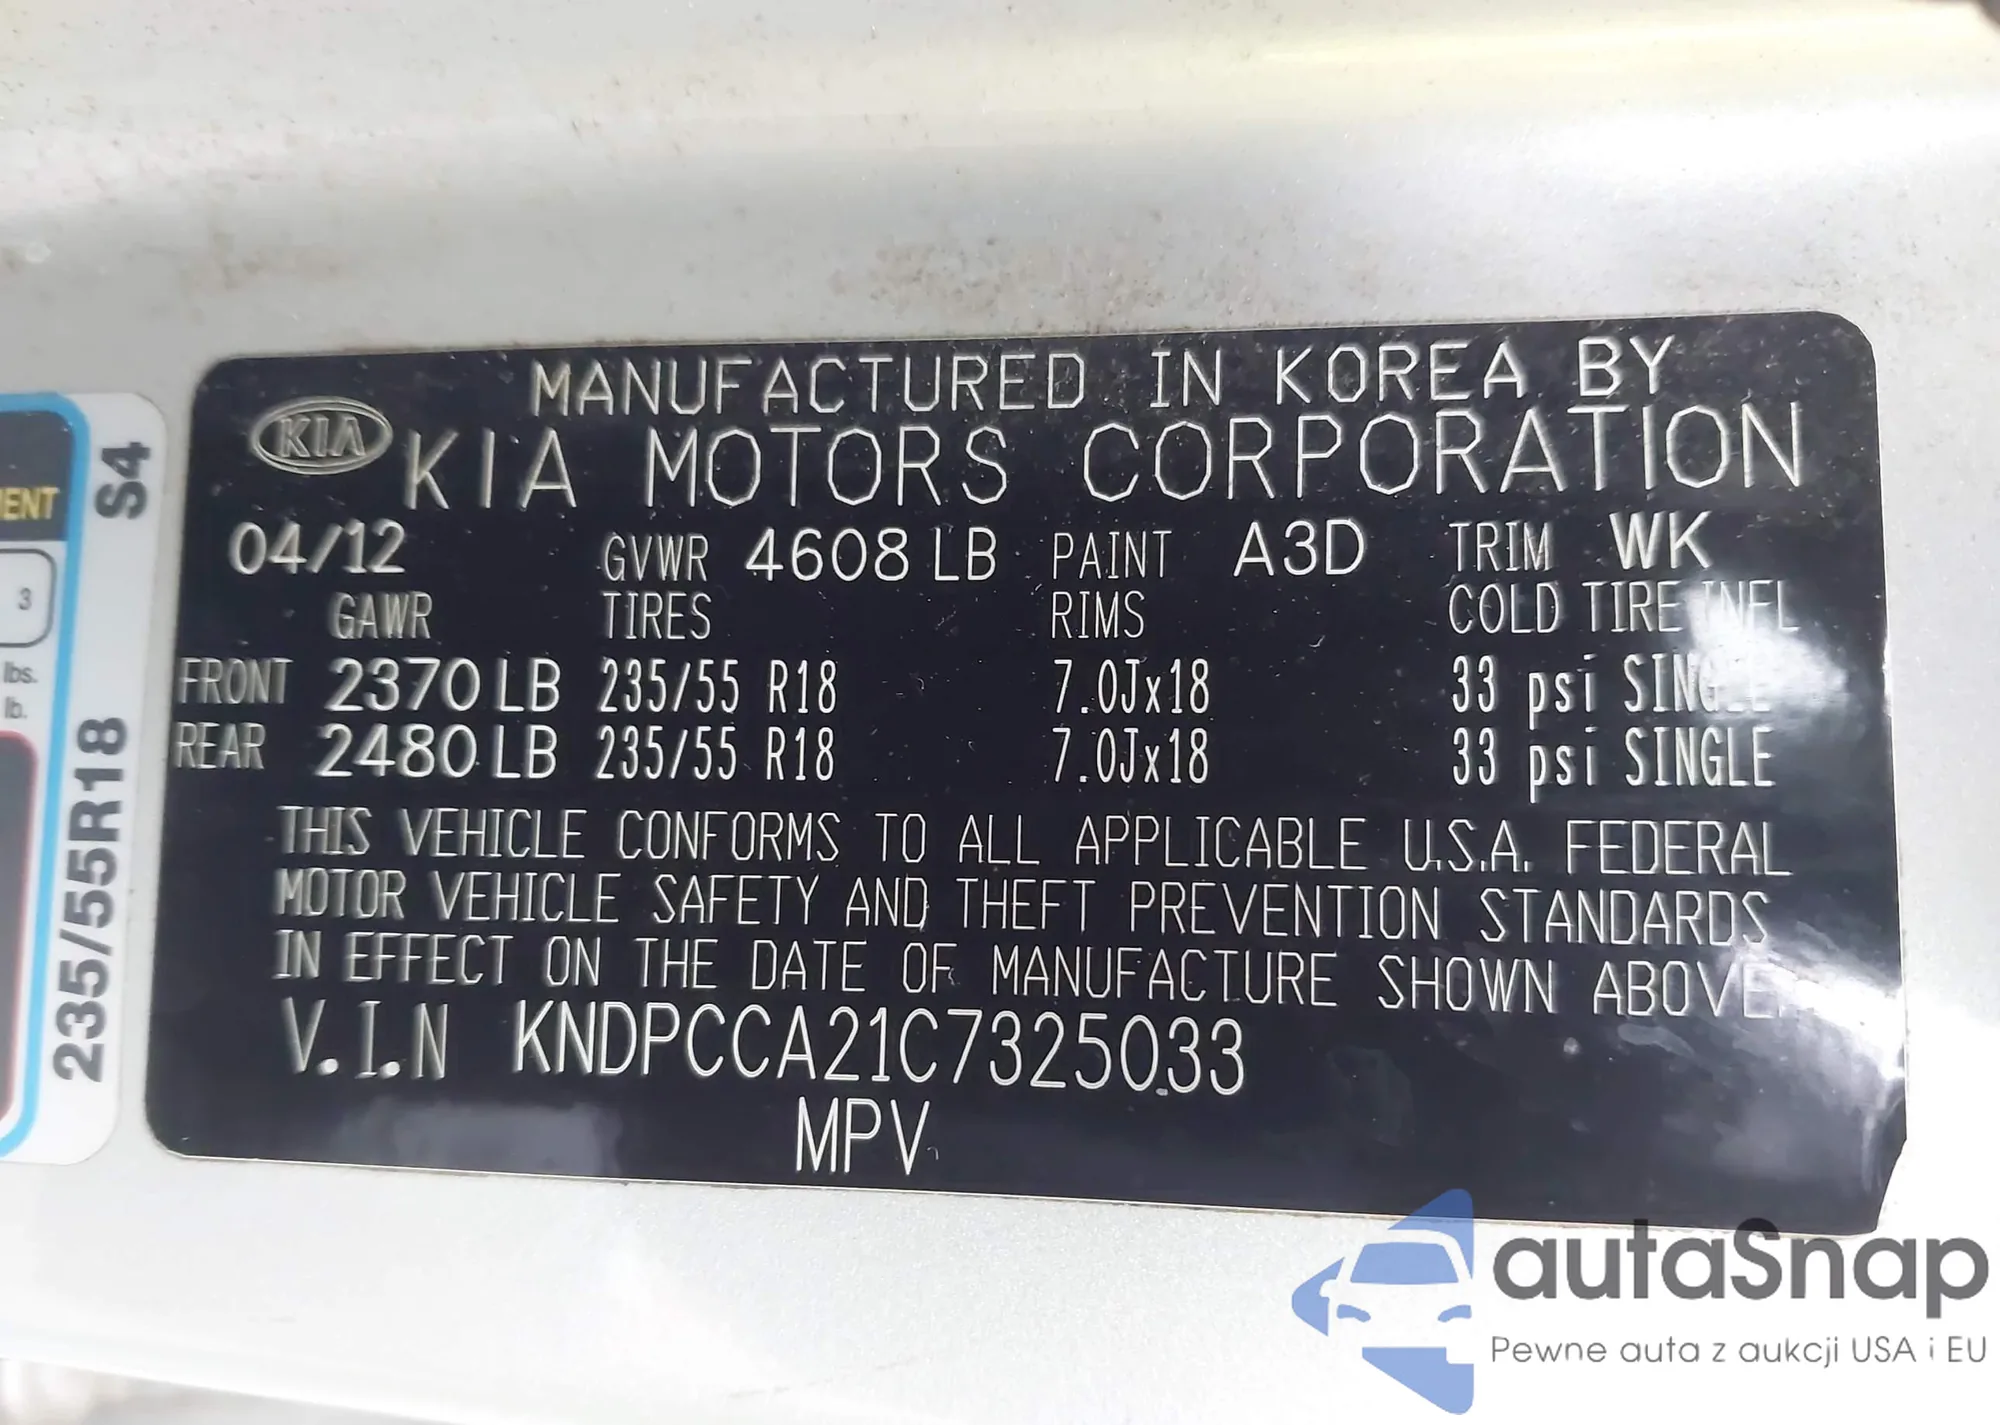 MANUFACTURED IN KOREA BY
KIA KIA MOTORS CORPORATION
04/12 GVWR 4608 LB PAINT A3D TRIM WK
GAWR TIRES RIMS COLD TIRE INFL
FRONT 2370 LB 235/55 R18 7.0Jx18 33 psi SINGLE
REAR 2480 LB 235/55 R18 7.0Jx18 33 psi SINGLE
THIS VEHICLE CONFORMS TO ALL APPLICABLE U.S.A. FEDERAL
MOTOR VEHICLE SAFETY AND THEFT PREVENTION STANDARDS
IN EFFECT ON THE DATE OF MANUFACTURE SHOWN ABOVE.
V.I.N KNDPCCA21C7325033
MPV
3
lbs.
lb.
235/55R18 S4
autaSnap
Pewne auta z aukcji USA i EU